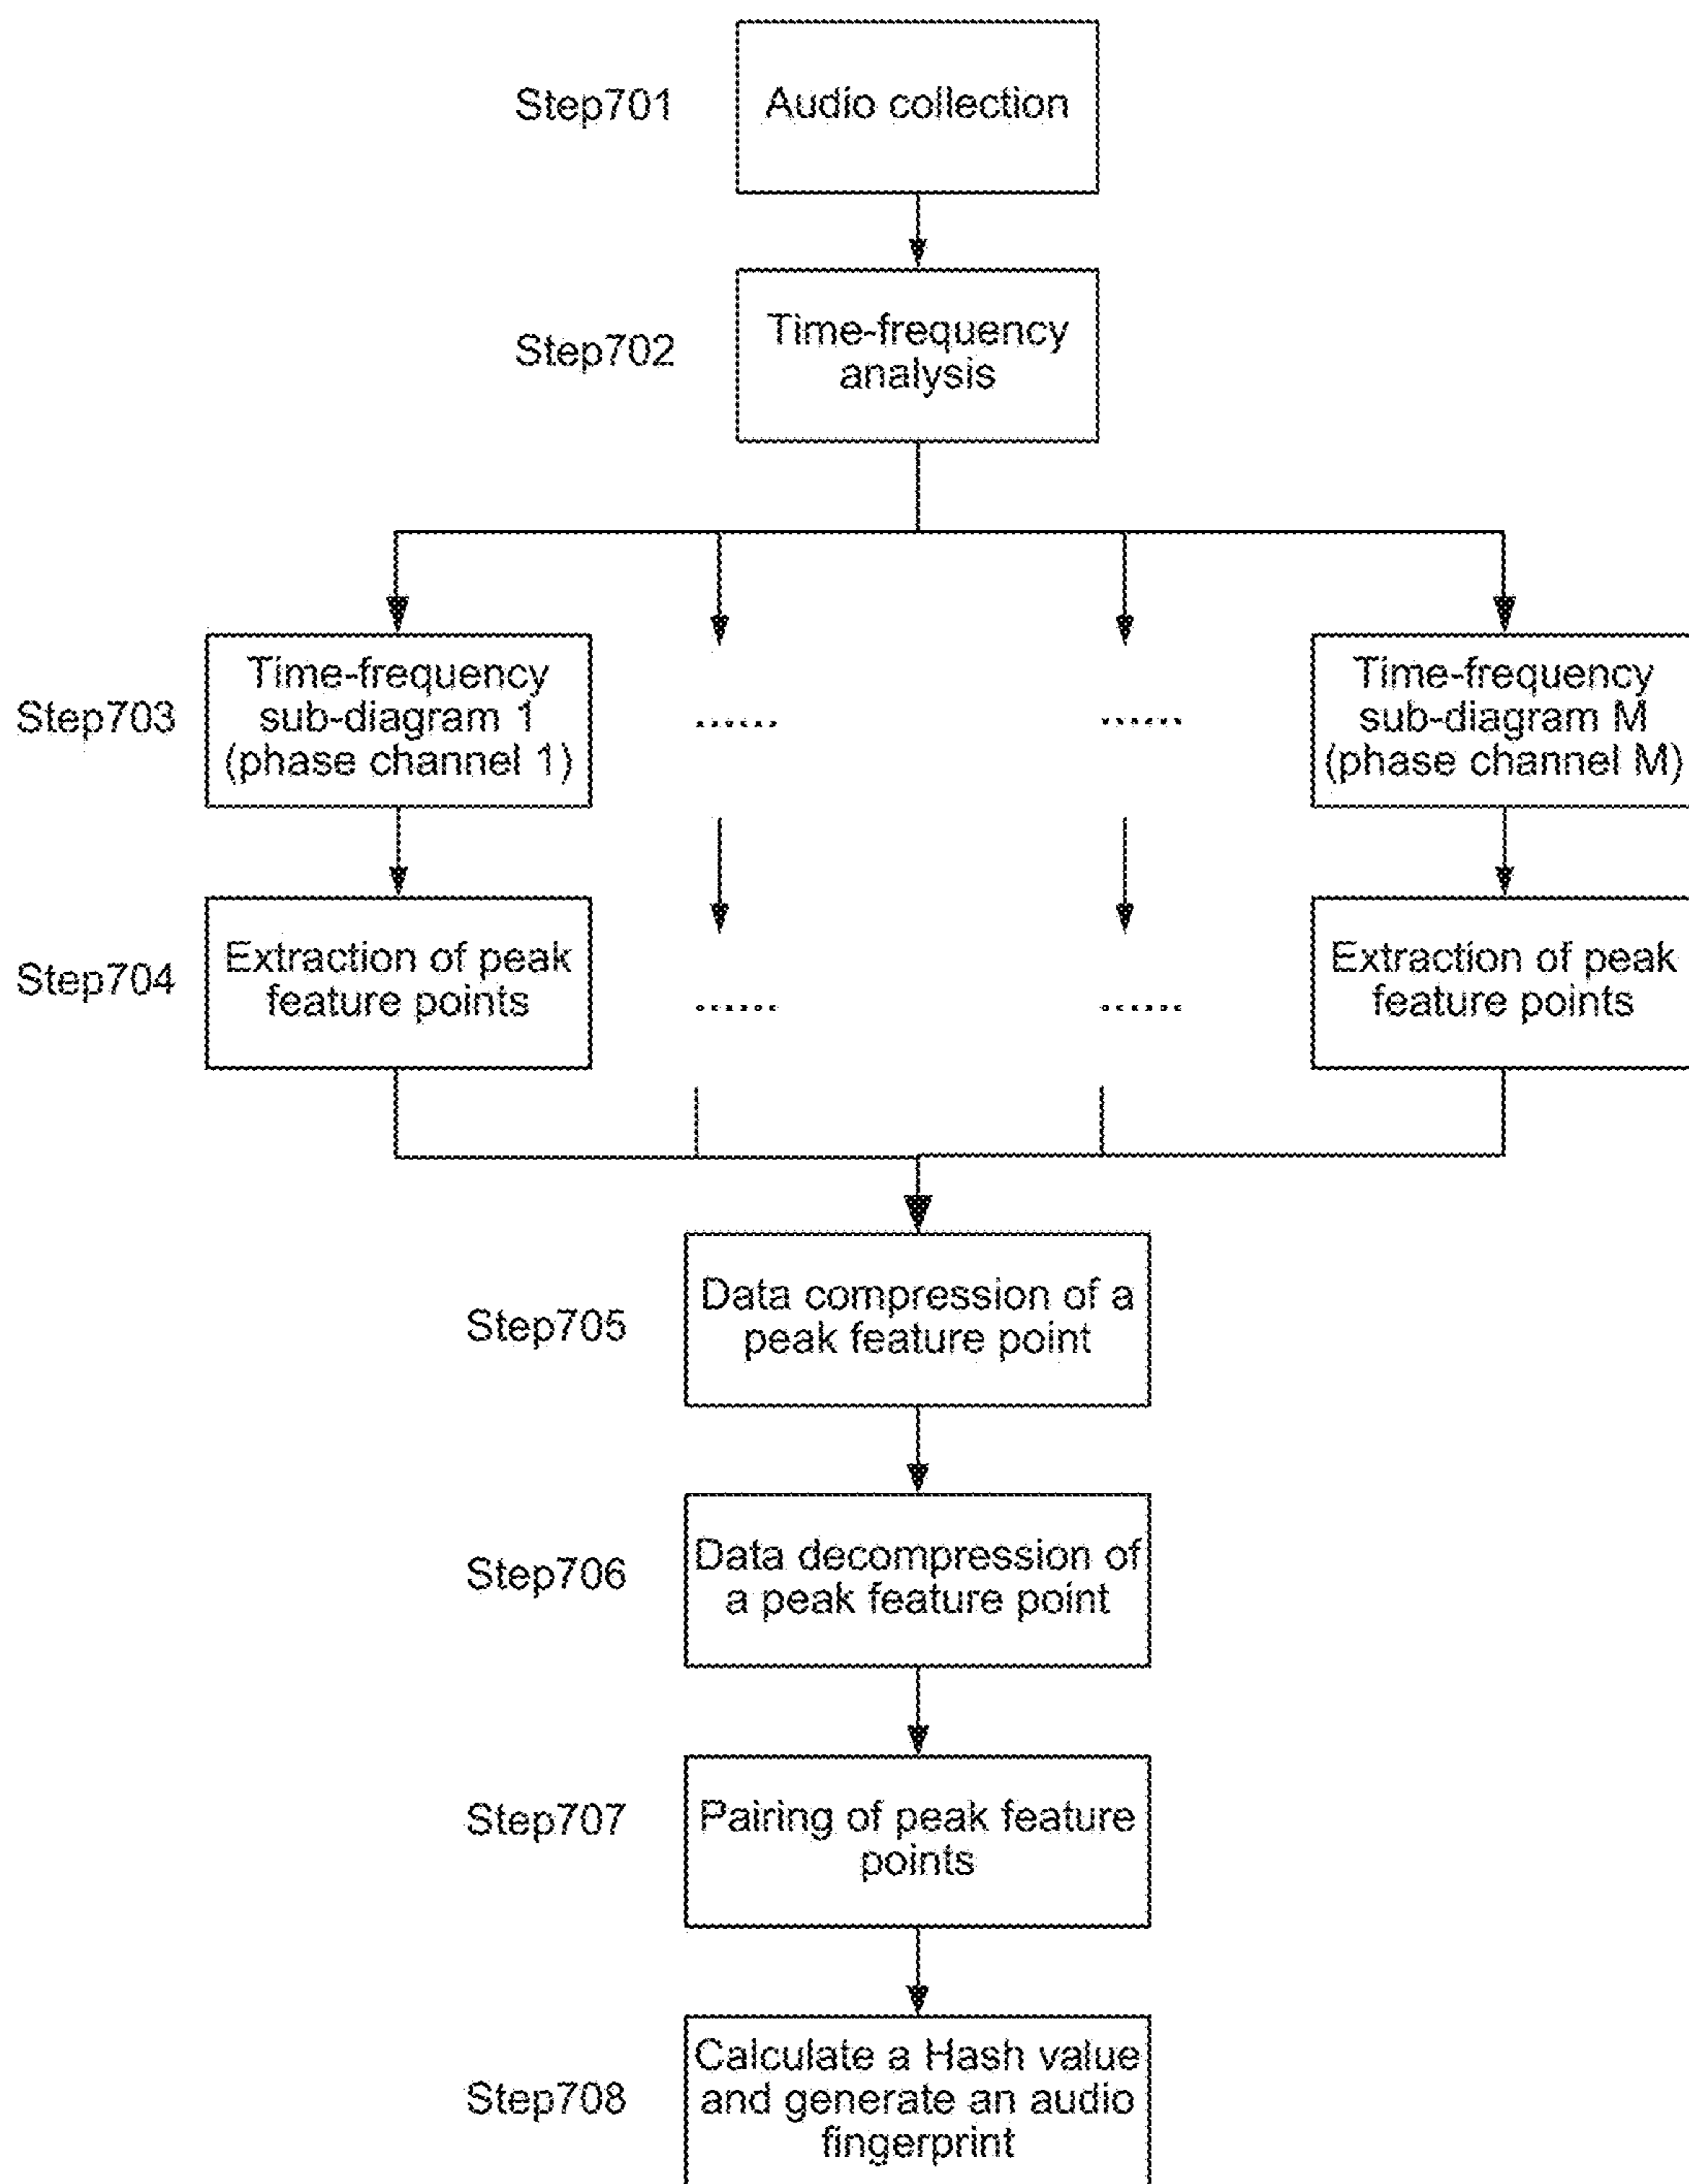 Step701
Audio collection
Step702
Time-frequency
analysis
Step703
Time-frequency
sub-diagram 1
(phase channel 1)
......
......
Time-frequency
sub-diagram M
(phase channel M)
Step704
Extraction of peak
feature points
......
......
Extraction of peak
feature points
Step705
Data compression of a
peak feature point
Step706
Data decompression of
a peak feature point
Step707
Pairing of peak feature
points
Step708
Calculate a Hash value
and generate an audio
fingerprint